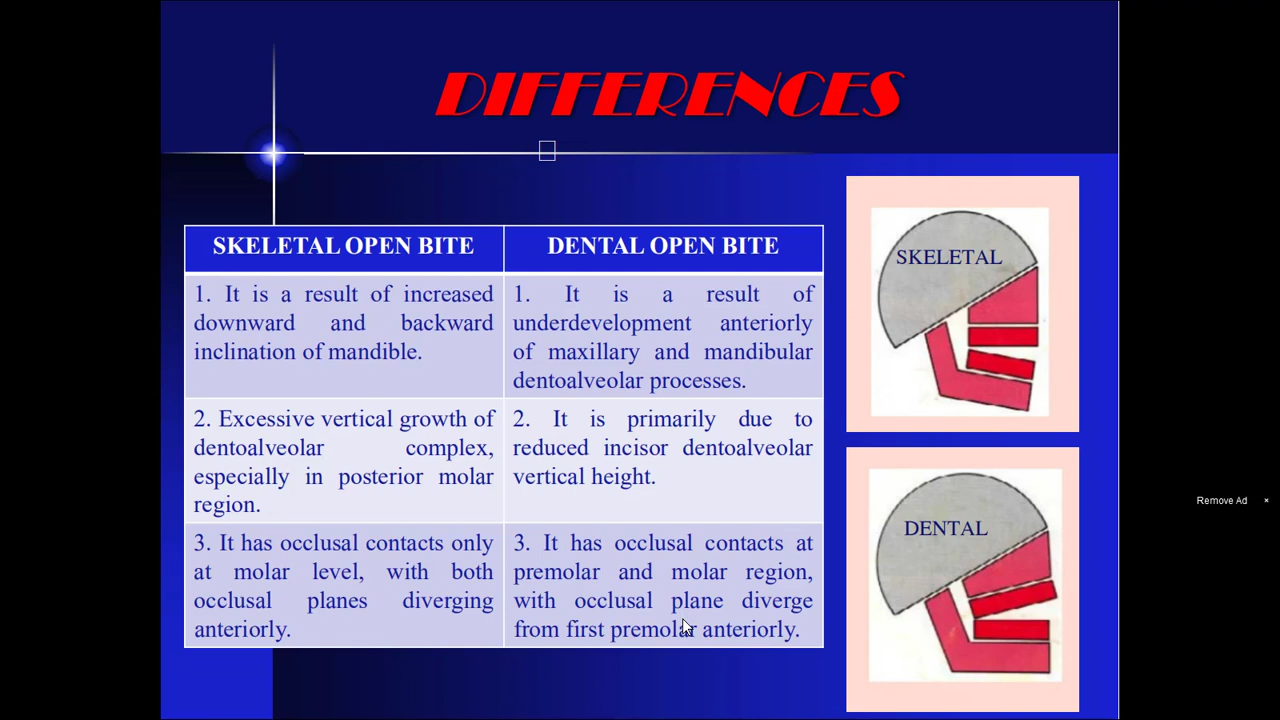 DIFFERENCES
SKELETAL OPEN BITE
DENTAL OPEN BITE
1. It is a result of increased
downward and backward
inclination of mandible.
1. It is a result of
underdevelopment anteriorly
of maxillary and mandibular
dentoalveolar processes.
2. Excessive vertical growth of
dentoalveolar complex,
especially in posterior molar
region.
2. It is primarily due to
reduced incisor dentoalveolar
vertical height.
3. It has occlusal contacts only
at molar level, with both
occlusal planes diverging
anteriorly.
3. It has occlusal contacts at
premolar and molar region,
with occlusal plane diverge
from first premolar anteriorly.
SKELETAL
DENTAL
Remove Ad ×